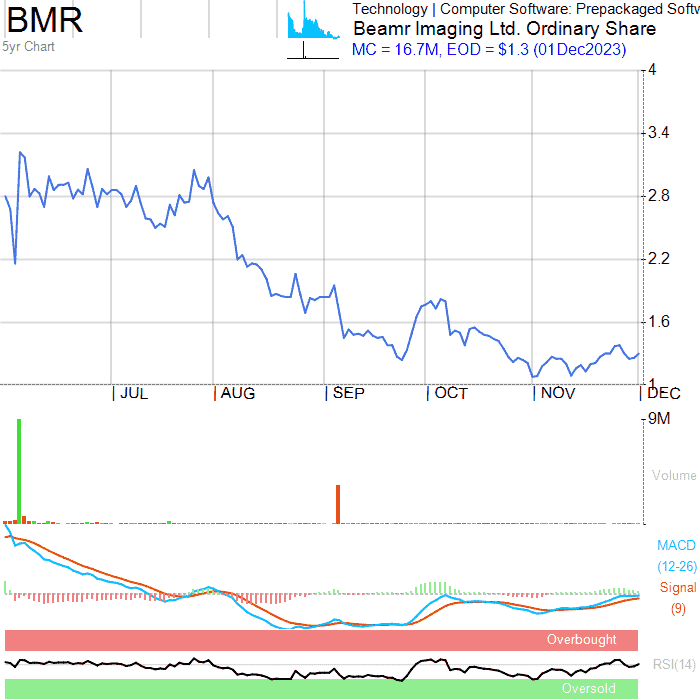 BMR
5yr Chart
Technology | Computer Software: Prepackaged Softw
Beamr Imaging Ltd. Ordinary Share
MC = 16.7M, EOD = $1.3 (01Dec2023)
4
3.4
2.8
2.2
1.6
1
| JUL | AUG | SEP | OCT | NOV | DEC
9M
Volume
MACD
(12-26)
Signal
(9)
Overbought
RSI(14)
Oversold